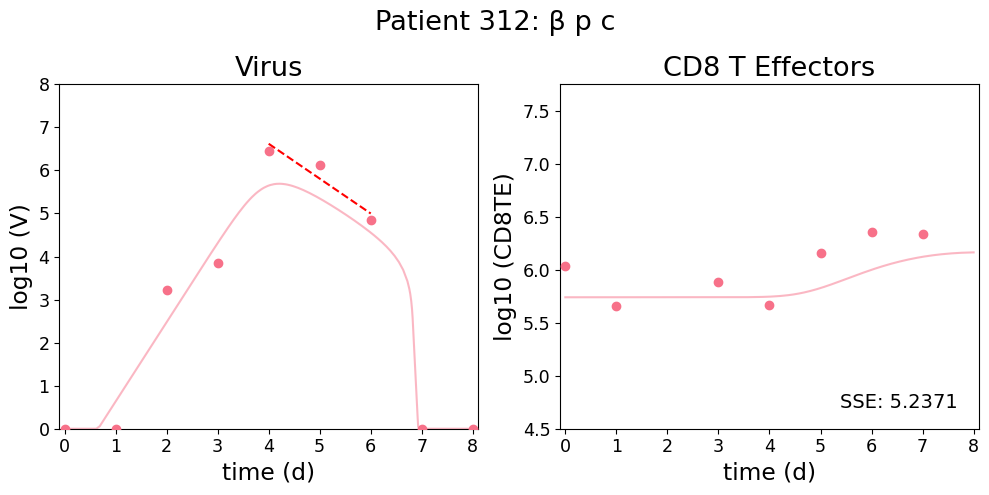 Patient 312: β p c
Virus
log10 (V)
8
7
6
5
4
3
2
1
0
0 1 2 3 4 5 6 7 8
time (d)
CD8 T Effectors
log10 (CD8TE)
7.5
7.0
6.5
6.0
5.5
5.0
4.5
SSE: 5.2371
0 1 2 3 4 5 6 7 8
time (d)